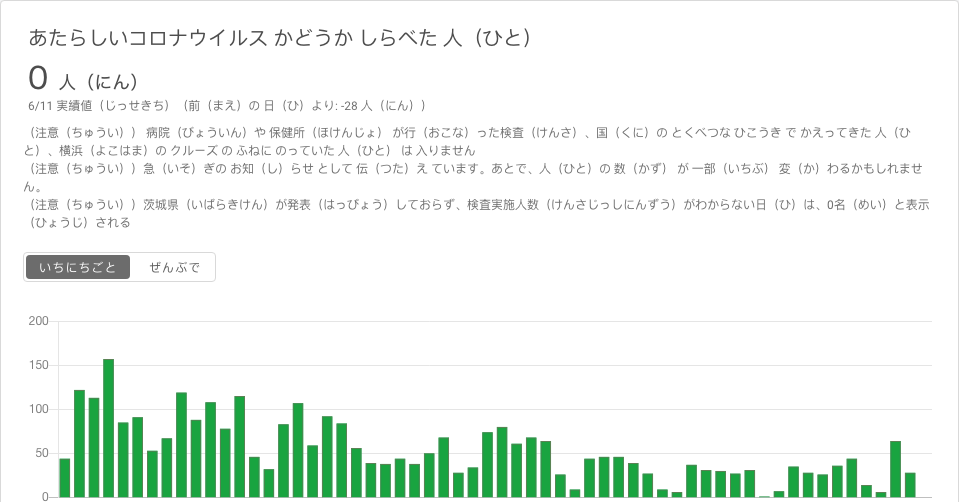 あたらしいコロナウイルス かどうか しらべた 人（ひと）
0 人（にん）
6/11 実績値（じっせきち）（前（まえ）の 日（ひ）より: -28 人（にん））
（注意（ちゅうい）） 病院（びょういん）や 保健所（ほけんじょ） が行（おこな）った検査（けんさ）、国（くに）の とくべつな ひこうき で かえってきた 人（ひ
と）、横浜（よこはま）の クルーズ の ふねに のっていた 人（ひと） は 入りません
（注意（ちゅうい））急（いそ）ぎの お知（し）らせ として 伝（つた）え ています。あとで、人（ひと）の 数（かず） が 一部（いちぶ） 変（か）わるかもしれませ
ん。
（注意（ちゅうい））茨城県（いばらきけん）が発表（はっぴょう）しておらず、検査実施人数（けんさじっしにんずう）がわからない日（ひ）は、0名（めい）と表示
（ひょうじ）される
いちにちごと ぜんぶで
200
150
100
50
0